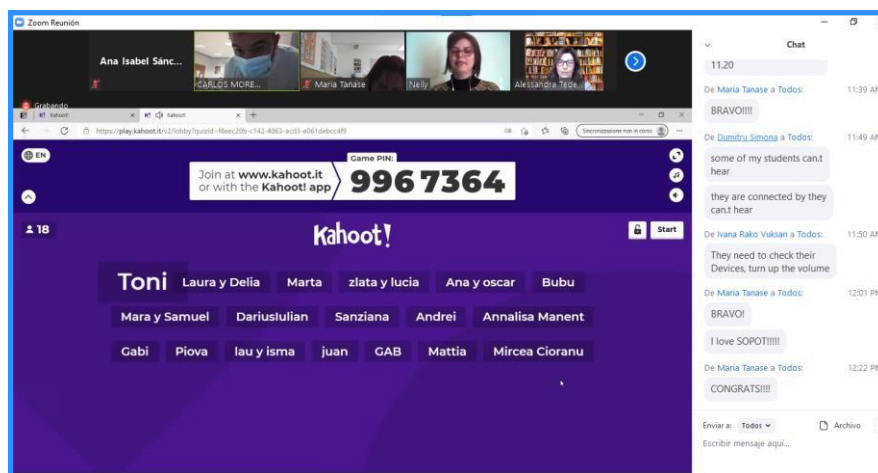 Zoom Reunión
Ana Isabel Sánc...
CARLOS MORE...
Maria Tanase
Nelly
Alessandra Tede...
Grabando
Kahoot!
Kahoot!
https://play.kahoot.it/v2/lobby?quizId=
Sincronizzazione non in corso
EN
Join at www.kahoot.it
or with the Kahoot! app
Game PIN:
996 7364
18
Kahoot!
Start
Toni
Laura y Delia
Marta
zlata y lucia
Ana y oscar
Bubu
Mara y Samuel
DariusIulian
Sanziana
Andrei
Annalisa Manent
Gabi
Piova
lau y isma
juan
GAB
Mattia
Mircea Cioranu
Chat
11.20
De Maria Tanase a Todos: 11:39 AM
BRAVO!!!!
De Dumitru Simona a Todos: 11:49 AM
some of my students can.t
hear
they are connected by they
can.t hear
De Ivana Rako Vuksan a Todos: 11:50 AM
They need to check their
Devices, turn up the volume
De Maria Tanase a Todos: 12:01 PM
BRAVO!
I love SOPOT!!!!!
De Maria Tanase a Todos: 12:22 PM
CONGRATS!!!!
Enviar a: Todos
Archivo
Escribir mensaje aquí...